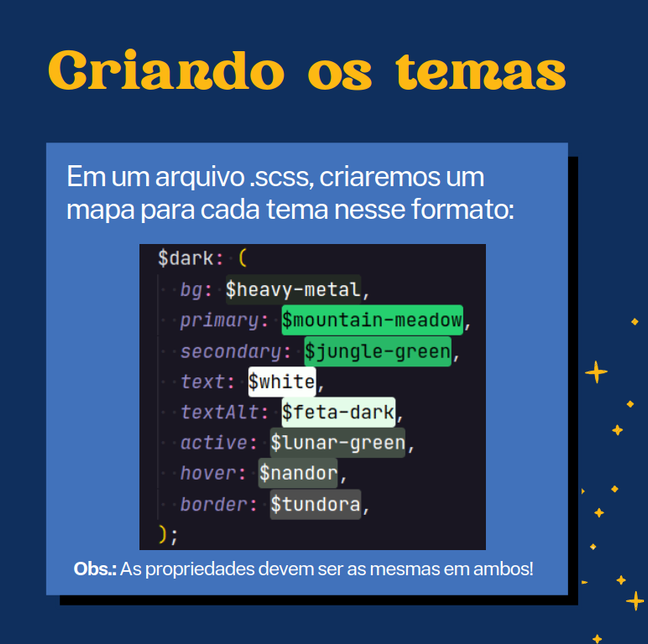 Criando os temas
Em um arquivo .scss, criaremos um
mapa para cada tema nesse formato:
$dark: (
bg: $heavy-metal,
primary: $mountain-meadow,
secondary: $jungle-green,
text: $white,
textAlt: $feta-dark,
active: $lunar-green,
hover: $nandor,
border: $tundora,
);
Obs.: As propriedades devem ser as mesmas em ambos!